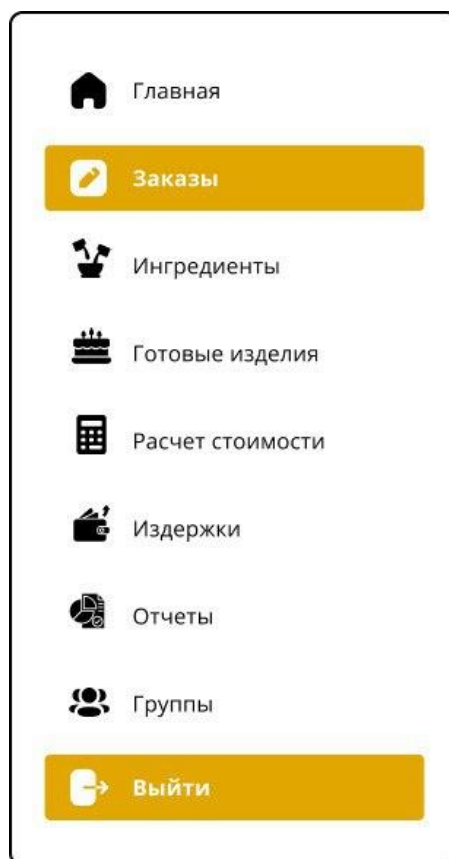 Главная
Заказы
Ингредиенты
Готовые изделия
Расчет стоимости
Издержки
Отчеты
Группы
Выйти